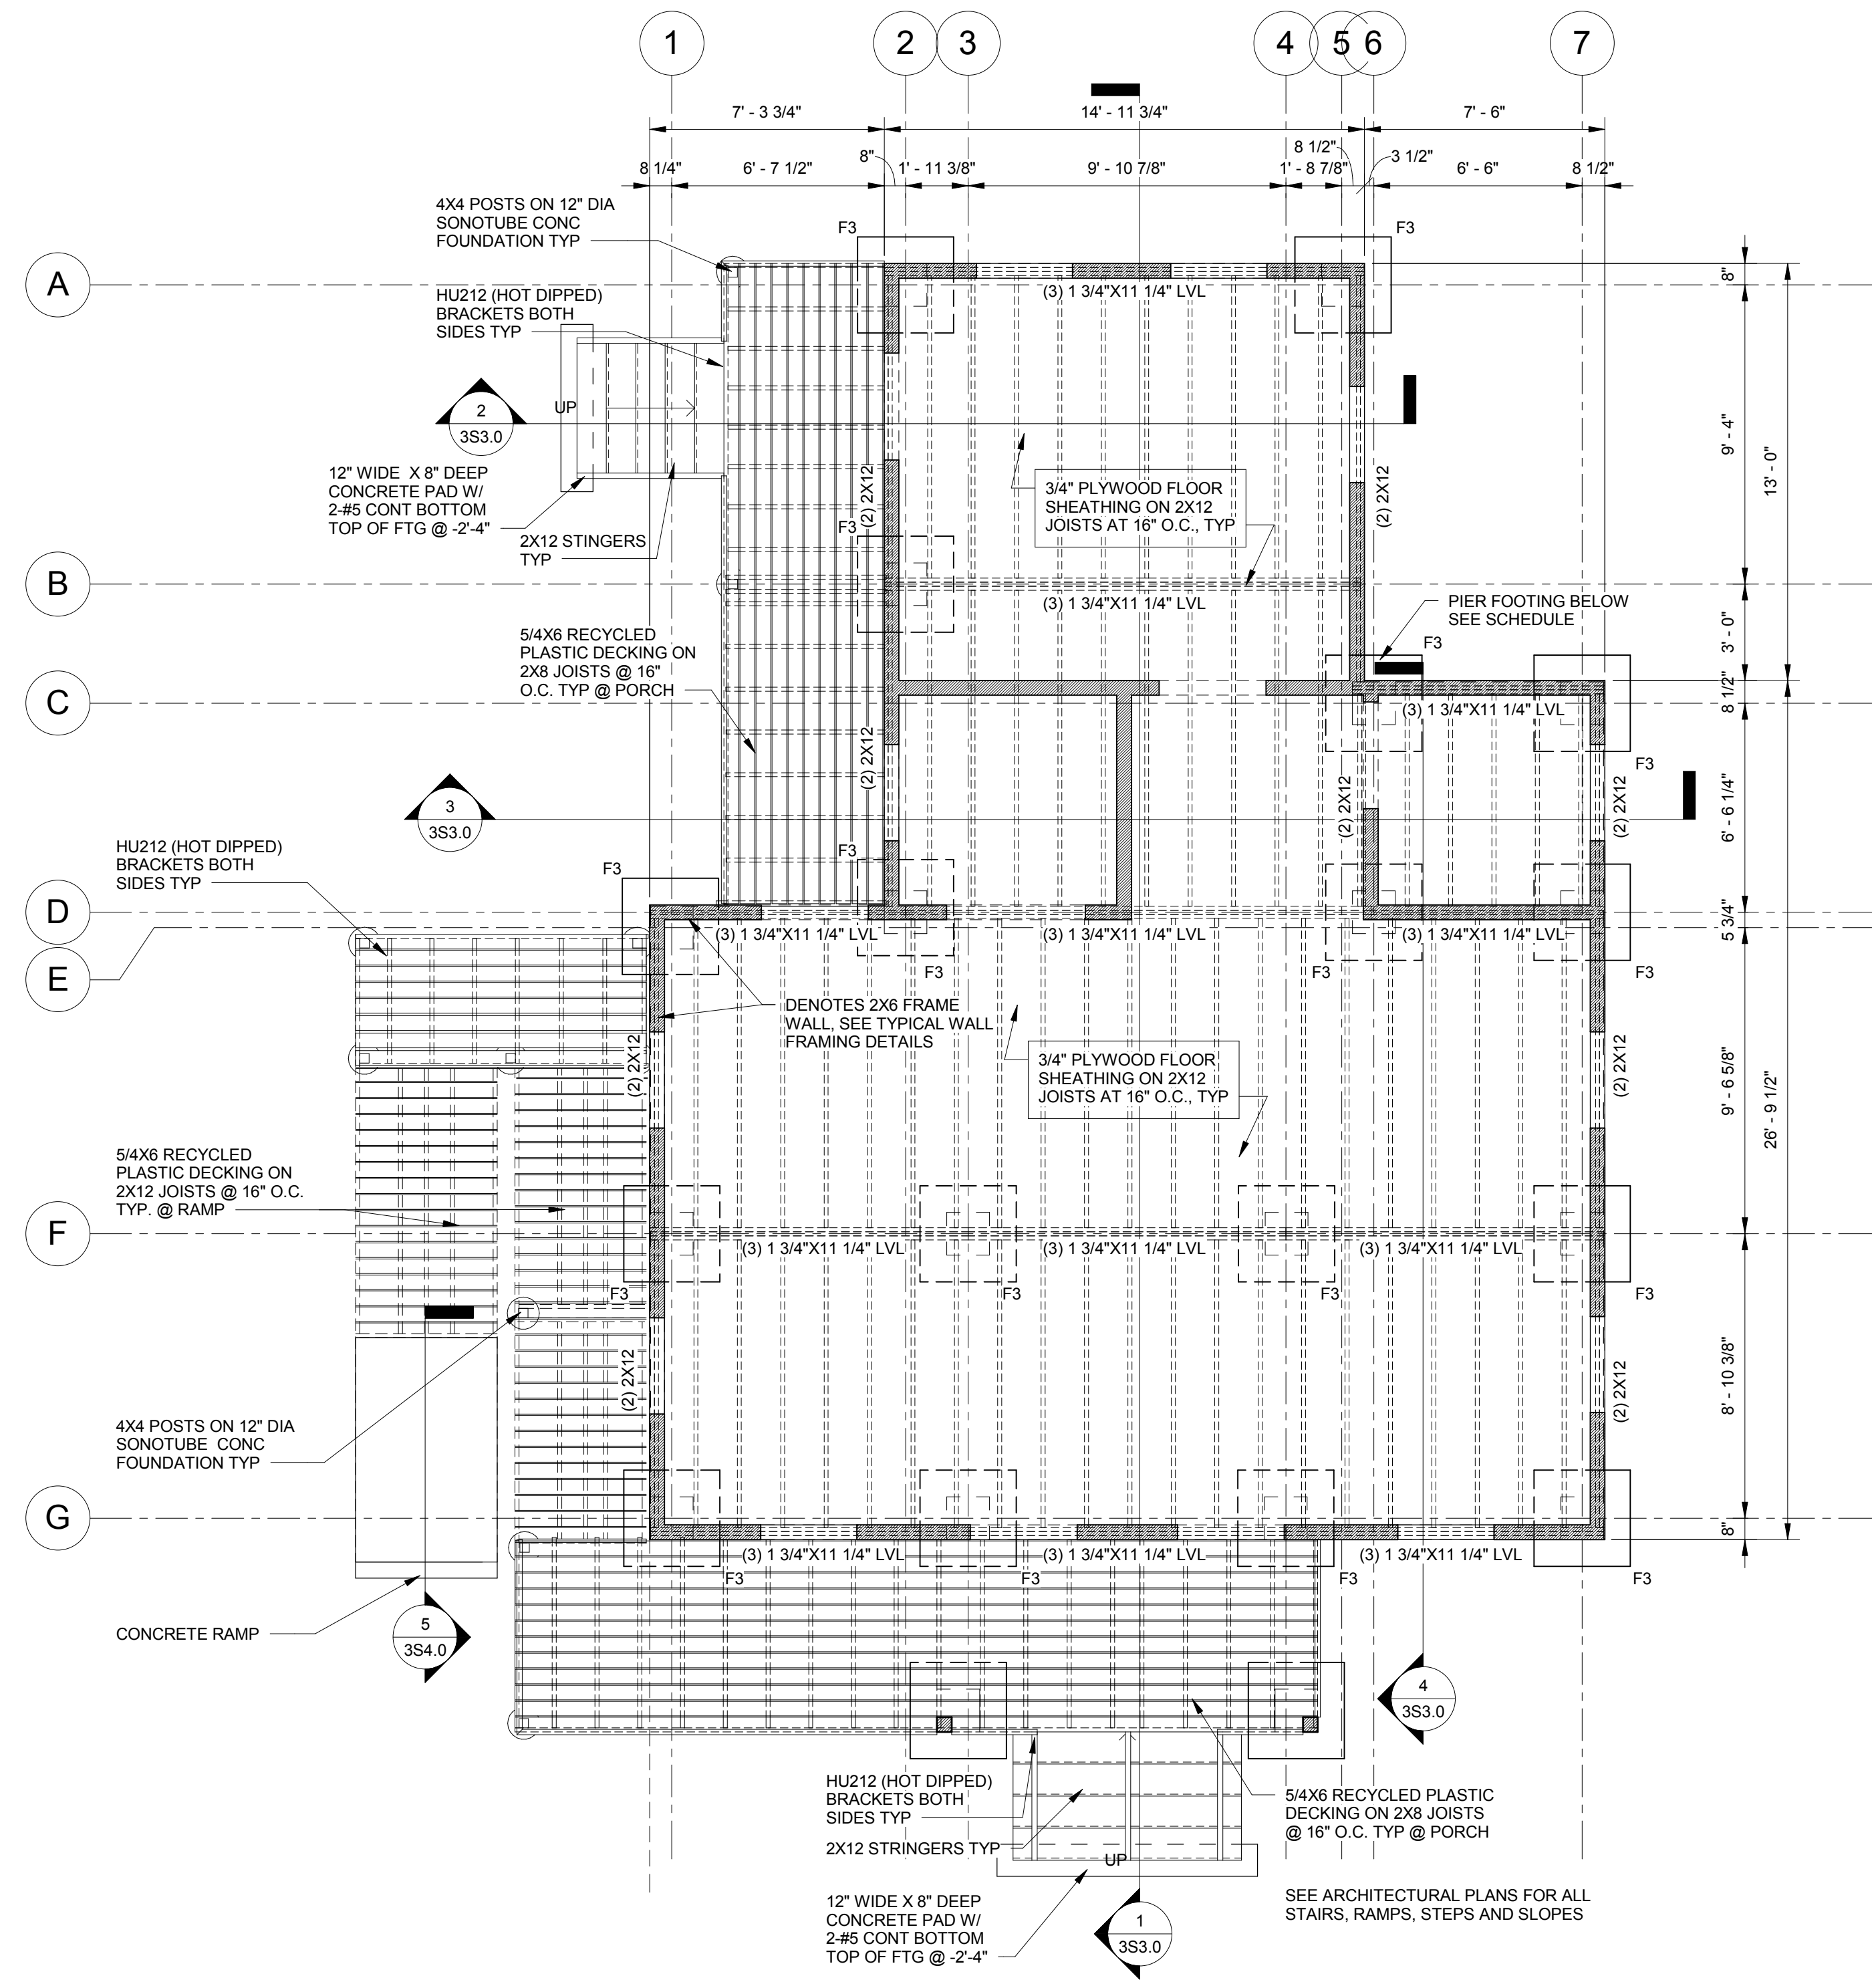 1
2
3
4
5
6
7
7' - 3 3/4"
14' - 11 3/4"
7' - 6"
8 1/4"
6' - 7 1/2"
8"
1' - 11 3/8"
9' - 10 7/8"
1' - 8 7/8"
8 1/2"
3 1/2"
6' - 6"
8 1/2"
4X4 POSTS ON 12" DIA
SONOTUBE CONC
FOUNDATION TYP
F3
F3
A
8"
HU212 (HOT DIPPED)
BRACKETS BOTH
SIDES TYP
(3) 1 3/4"X11 1/4" LVL
2
3S3.0
UP
9' - 4"
13' - 0"
12" WIDE X 8" DEEP
CONCRETE PAD W/
2-#5 CONT BOTTOM
TOP OF FTG @ -2'-4"
(2) 2X12
3/4" PLYWOOD FLOOR
SHEATHING ON 2X12
JOISTS AT 16" O.C., TYP
(2) 2X12
F3
2X12 STINGERS
TYP
B
(3) 1 3/4"X11 1/4" LVL
PIER FOOTING BELOW
SEE SCHEDULE
3' - 0"
5/4X6 RECYCLED
PLASTIC DECKING ON
2X8 JOISTS @ 16"
O.C. TYP @ PORCH
F3
C
8 1/2"
(3) 1 3/4"X11 1/4" LVL
(2) 2X12
F3
3
3S3.0
(2) 2X12
(2) 2X12
6' - 6 1/4"
HU212 (HOT DIPPED)
BRACKETS BOTH
SIDES TYP
F3
F3
D
5 3/4"
(3) 1 3/4"X11 1/4" LVL
(3) 1 3/4"X11 1/4" LVL
(3) 1 3/4"X11 1/4" LVL
E
F3
F3
F3
DENOTES 2X6 FRAME
WALL, SEE TYPICAL WALL
FRAMING DETAILS
(2) 2X12
3/4" PLYWOOD FLOOR
SHEATHING ON 2X12
JOISTS AT 16" O.C., TYP
(2) 2X12
9' - 6 5/8"
26' - 9 1/2"
5/4X6 RECYCLED
PLASTIC DECKING ON
2X12 JOISTS @ 16" O.C.
TYP. @ RAMP
F
(3) 1 3/4"X11 1/4" LVL
(3) 1 3/4"X11 1/4" LVL
(3) 1 3/4"X11 1/4" LVL
F3
F3
F3
F3
(2) 2X12
(2) 2X12
8' - 10 3/8"
4X4 POSTS ON 12" DIA
SONOTUBE CONC
FOUNDATION TYP
G
8"
(3) 1 3/4"X11 1/4" LVL
(3) 1 3/4"X11 1/4" LVL
(3) 1 3/4"X11 1/4" LVL
F3
F3
F3
F3
CONCRETE RAMP
5
3S4.0
4
3S3.0
HU212 (HOT DIPPED)
BRACKETS BOTH
SIDES TYP
5/4X6 RECYCLED PLASTIC
DECKING ON 2X8 JOISTS
@ 16" O.C. TYP @ PORCH
2X12 STRINGERS TYP
UP
12" WIDE X 8" DEEP
CONCRETE PAD W/
2-#5 CONT BOTTOM
TOP OF FTG @ -2'-4"
1
3S3.0
SEE ARCHITECTURAL PLANS FOR ALL
STAIRS, RAMPS, STEPS AND SLOPES